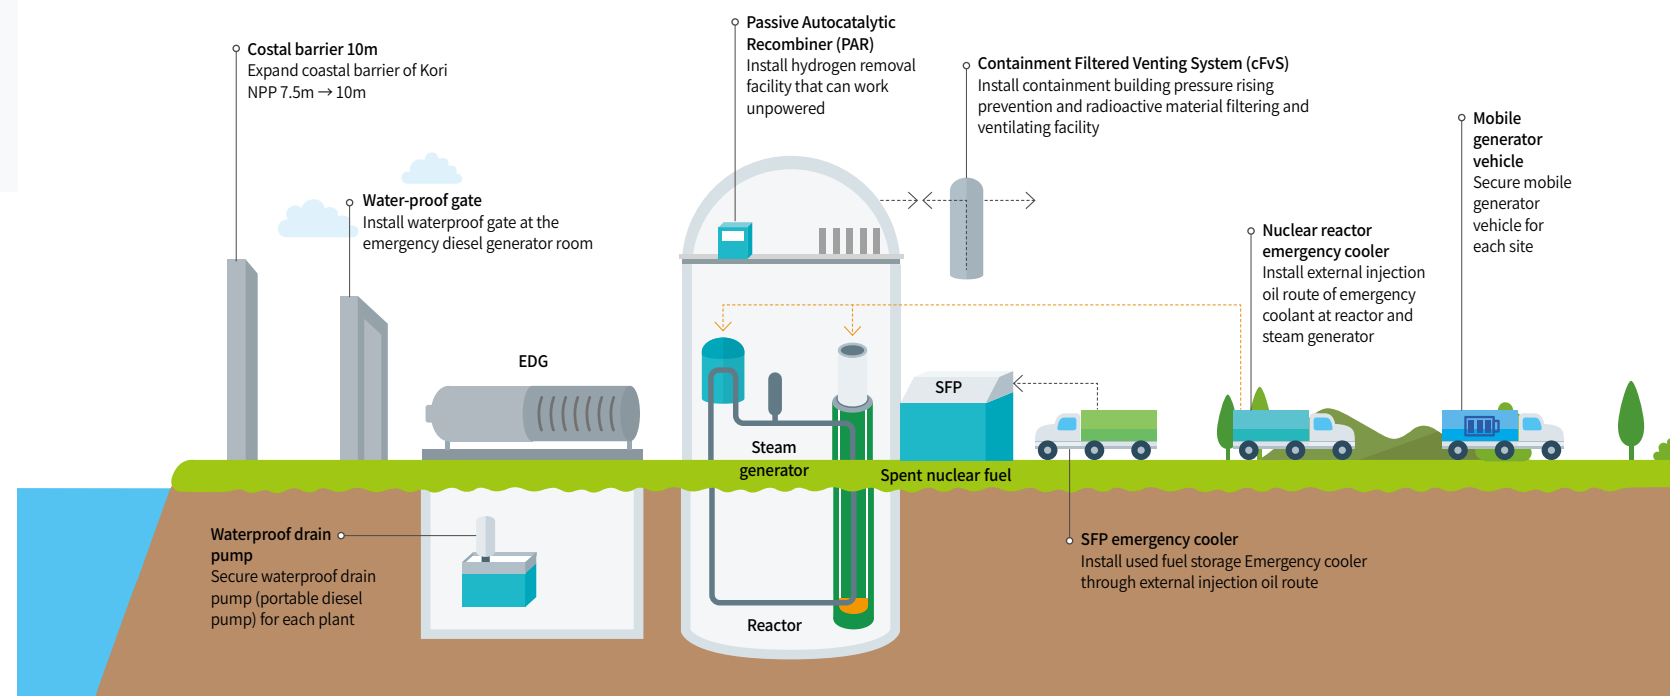 Costal barrier 10m
Expand coastal barrier of Kori
NPP 7.5m → 10m
Passive Autocatalytic
Recombiner (PAR)
Install hydrogen removal
facility that can work
unpowered
Containment Filtered Venting System (cFvS)
Install containment building pressure rising
prevention and radioactive material filtering and
ventilating facility
Mobile
generator
vehicle
Secure mobile
generator
vehicle for
each site
Water-proof gate
Install waterproof gate at the
emergency diesel generator room
Nuclear reactor
emergency cooler
Install external injection
oil route of emergency
coolant at reactor and
steam generator
EDG
SFP
Steam
generator
Spent nuclear fuel
Waterproof drain
pump
Secure waterproof drain
pump (portable diesel
pump) for each plant
SFP emergency cooler
Install used fuel storage Emergency cooler
through external injection oil route
Reactor